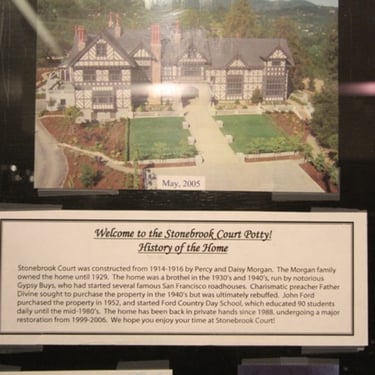 May, 2005
Welcome to the Stonebrook Court Potty!
History of the Home
Stonebrook Court was constructed from 1914-1916 by Percy and Daisy Morgan. The Morgan family
owned the home until 1929. The home was a brothel in the 1930's and 1940's, run by notorious
Gypsy Buys, who had started several famous San Francisco roadhouses. Charismatic preacher Father
Divine sought to purchase the property in the 1940's but was ultimately rebuffed. John Ford
purchased the property in 1952, and started Ford Country Day School, which educated 90 students
daily until the mid-1980's. The home has been back in private hands since 1988, undergoing a major
restoration from 1999-2006. We hope you enjoy your time at Stonebrook Court!